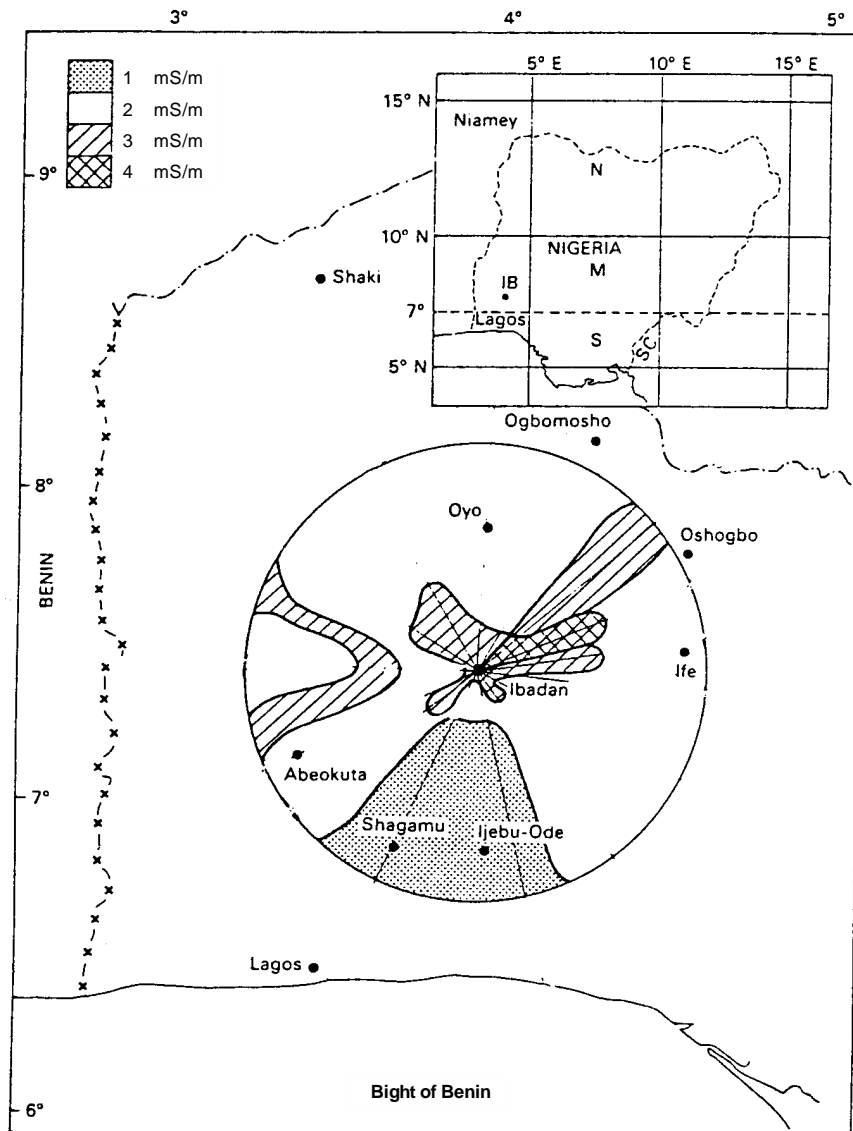 3°
4°
5°
1 mS/m
2 mS/m
3 mS/m
4 mS/m
5° E
10° E
15° E
15° N
10° N
7°
5° N
Niamey
N
NIGERIA
M
IB
Lagos
S
SC
9°
Shaki
Ogbomosho
8°
Oyo
Oshogbo
BENIN
Ife
Ibadan
Abeokuta
7°
Shagamu
Ijebu-Ode
Lagos
Bight of Benin
6°